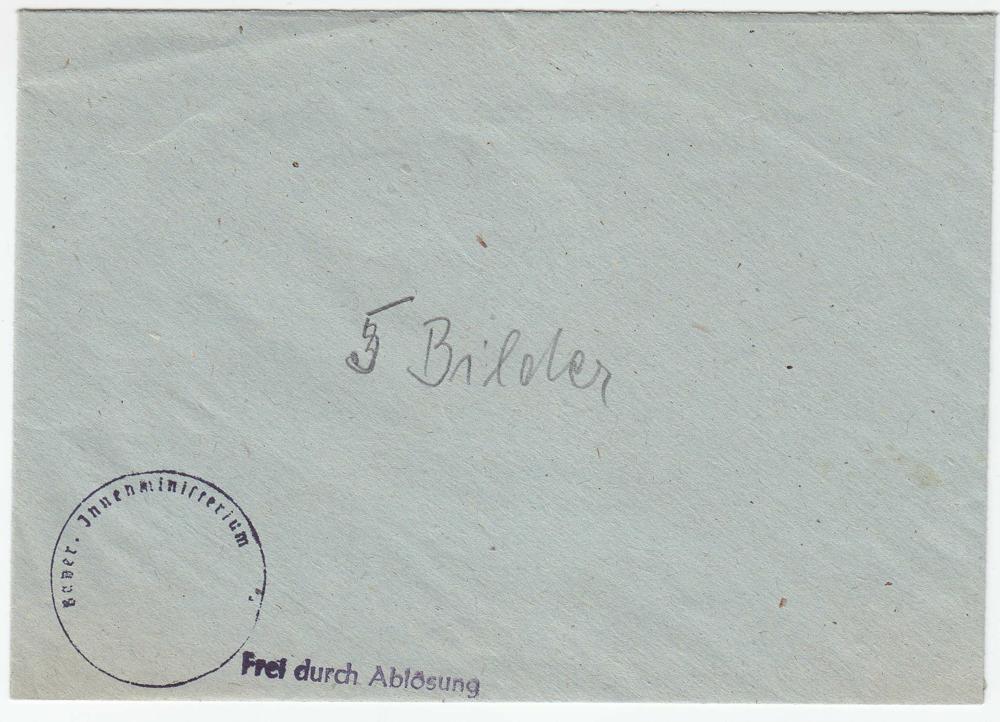 5 Bilder
Bayer. Innenministerium
Frei durch Ablösung